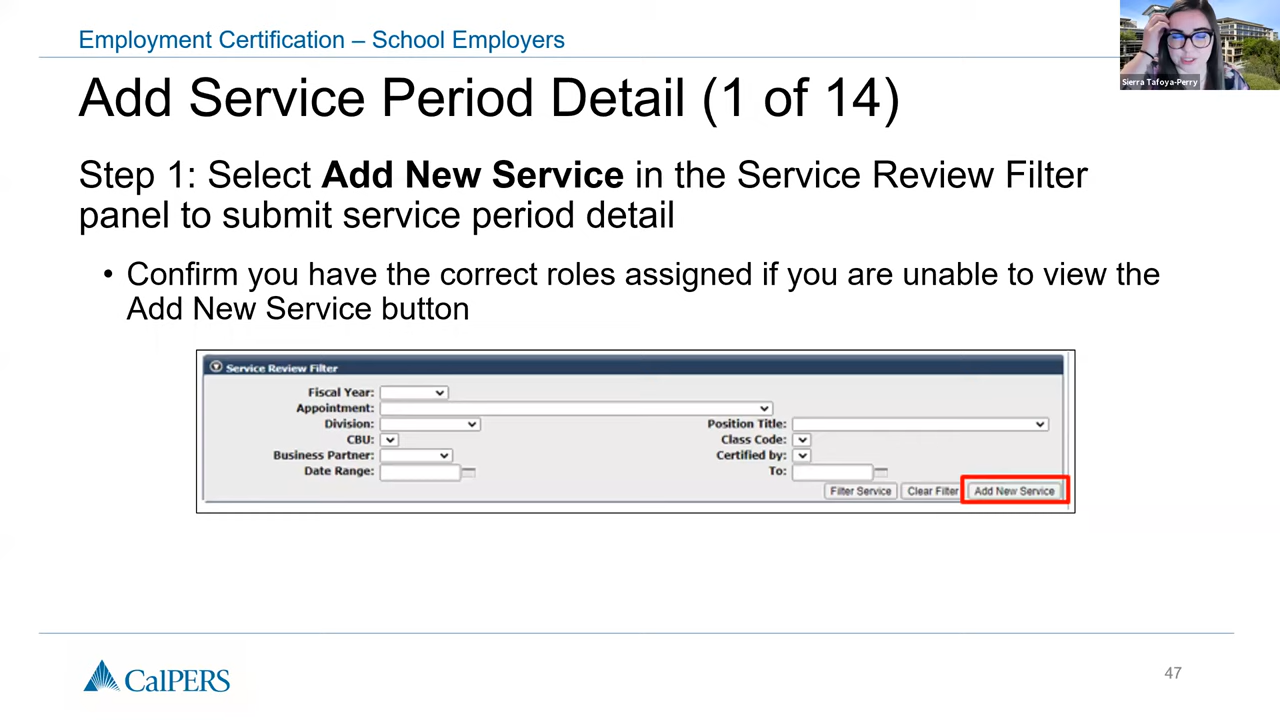 Employment Certification – School Employers
Sierra Tafoya-Perry
Add Service Period Detail (1 of 14)
Step 1: Select Add New Service in the Service Review Filter
panel to submit service period detail
• Confirm you have the correct roles assigned if you are unable to view the
Add New Service button
Service Review Filter
Fiscal Year:
Appointment:
Division: Position Title:
CBU: Class Code:
Business Partner: Certified by:
Date Range: To:
Filter Service Clear Filter Add New Service
CalPERS
47